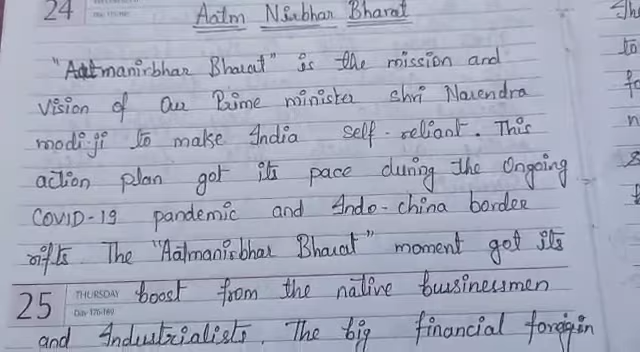 24
Aatm Nirbhar Bharat
"Aatmanirbhar Bharat" is the mission and
vision of our Prime minister shri Narendra
modi-ji to make India self-reliant. This
action plan got its pace during the Ongoing
COVID-19 pandemic and Indo-china border
rifts. The "Aatmanirbhar Bharat" moment got its
25 THURSDAY boost from the native bussinessmen
and Industrialists. The big financial foreign